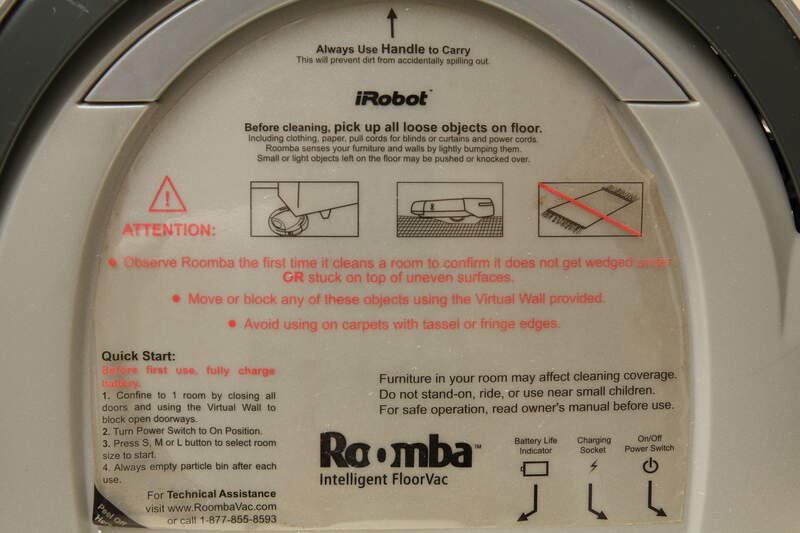 Always Use Handle to Carry
This will prevent dirt from accidentally spilling out.
iRobot™
Before cleaning, pick up all loose objects on floor.
Including clothing, paper, pull cords for blinds or curtains and power cords.
Roomba senses your furniture and walls by lightly bumping them.
Small or light objects left on the floor may be pushed or knocked over.
ATTENTION:
• Observe Roomba the first time it cleans a room to confirm it does not get wedged under
OR stuck on top of uneven surfaces.
• Move or block any of these objects using the Virtual Wall provided.
• Avoid using on carpets with tassel or fringe edges.
Quick Start:
Before first use, fully charge
battery.
1. Confine to 1 room by closing all
doors and using the Virtual Wall to
block open doorways.
2. Turn Power Switch to On Position.
3. Press S, M or L button to select room
size to start.
4. Always empty particle bin after each
use.
For Technical Assistance
visit www.RoombaVac.com
or call 1-877-855-8593
Peel Off
Here
Furniture in your room may affect cleaning coverage.
Do not stand-on, ride, or use near small children.
For safe operation, read owner's manual before use.
Roomba™
Intelligent FloorVac
Battery Life
Indicator
Charging
Socket
On/Off
Power Switch